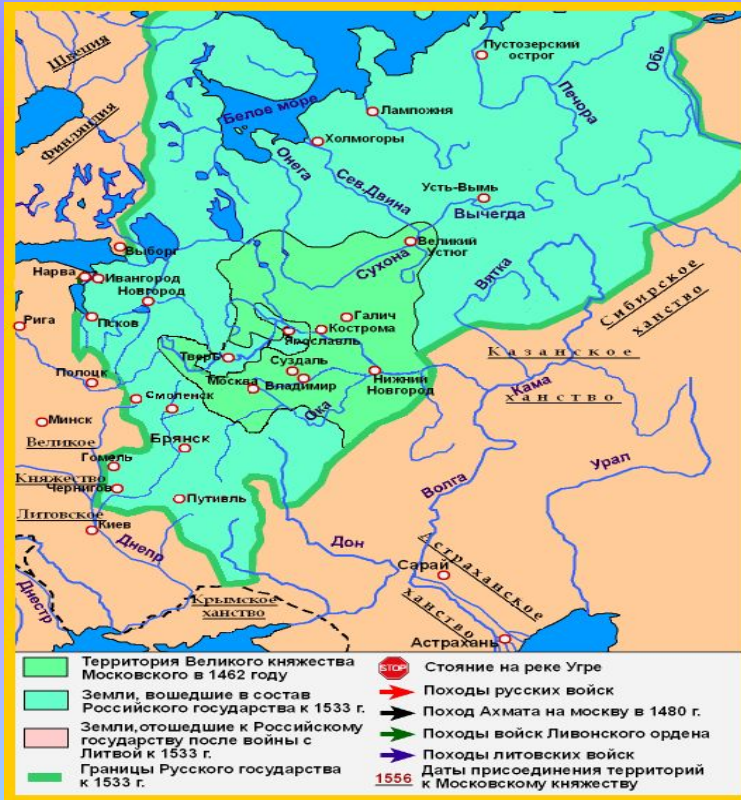 Швеция
Финляндия
Белое море
Пустозерский
острог
Обь
Печора
Лампожня
Холмогоры
Онега
Сев.Двина
Усть-Вымь
Вычегда
Великий
Устюг
Сухона
Вятка
Выборг
Нарва
Ивангород
Новгород
Рига
Псков
Галич
Кострома
Ярославль
Тверь
Суздаль
Москва
Владимир
Нижний
Новгород
Сибирское
ханство
Казанское
ханство
Кама
Полоцк
Смоленск
Ока
Минск
Великое
Брянск
Гомель
Княжество
Чернигов
Литовское
Путивль
Киев
Днепр
Дон
Волга
Урал
Сарай
Астраханское
ханство
Днестр
Крымское
ханство
Астрахань
Территория Великого княжества
Московского в 1462 году
Земли, вошедшие в состав
Российского государства к 1533 г.
Земли,отошедшие к Российскому
государству после войны с
Литвой к 1533 г.
Границы Русского государства
к 1533 г.
STOP Стояние на реке Угре
Походы русских войск
Поход Ахмата на москву в 1480 г.
Походы войск Ливонского ордена
Походы литовских войск
1556 Даты присоединения территорий
к Московскому княжеству